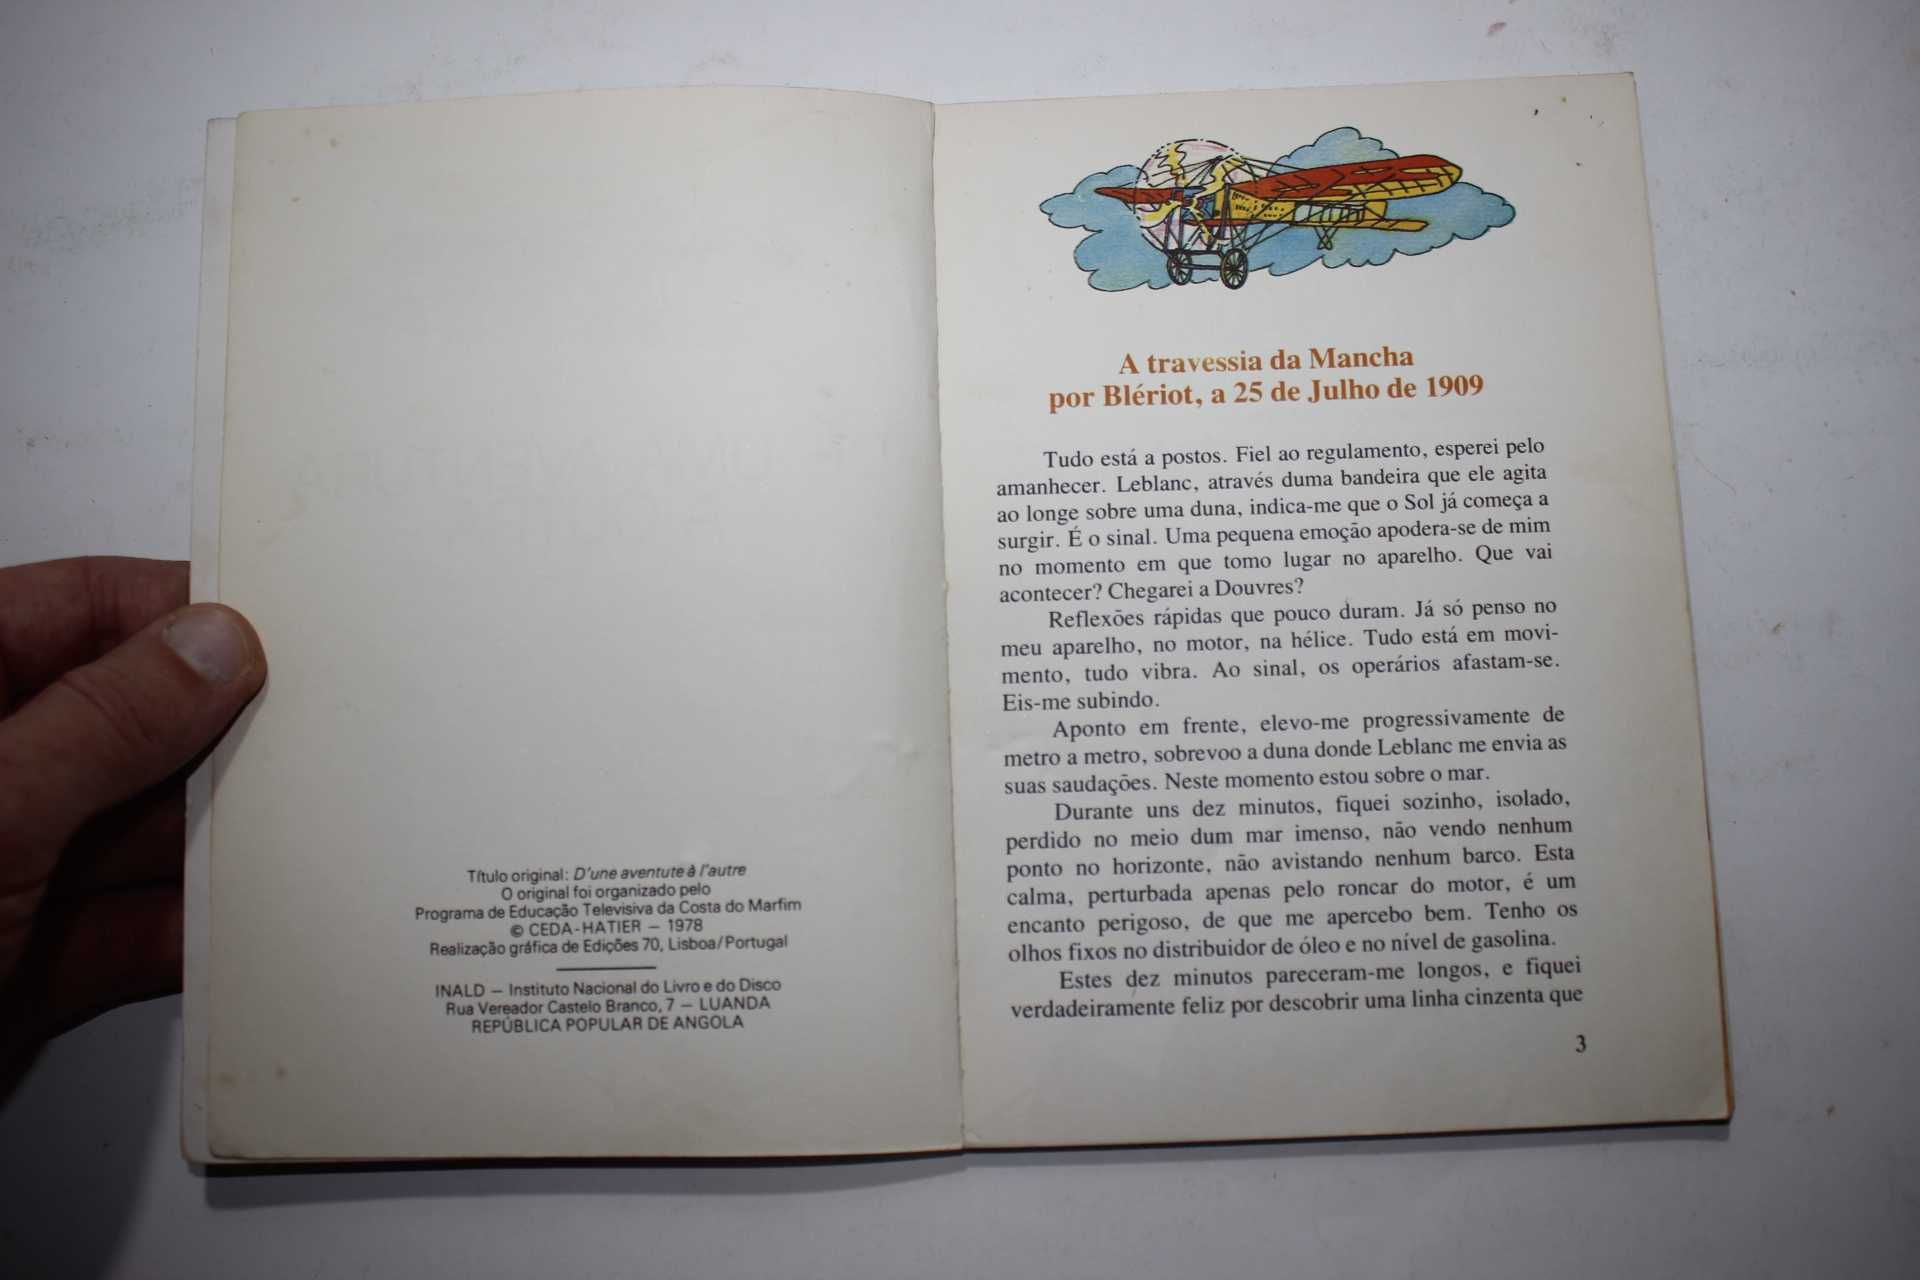 Título original: D'une aventute à l'autre
O original foi organizado pelo
Programa de Educação Televisiva da Costa do Marfim
© CEDA-HATIER — 1978
Realização gráfica de Edições 70, Lisboa/Portugal
INALD — Instituto Nacional do Livro e do Disco
Rua Vereador Castelo Branco, 7 — LUANDA
REPÚBLICA POPULAR DE ANGOLA
A travessia da Mancha
por Blériot, a 25 de Julho de 1909
Tudo está a postos. Fiel ao regulamento, esperei pelo
amanhecer. Leblanc, através duma bandeira que ele agita
ao longe sobre uma duna, indica-me que o Sol já começa a
surgir. É o sinal. Uma pequena emoção apodera-se de mim
no momento em que tomo lugar no aparelho. Que vai
acontecer? Chegarei a Douvres?
Reflexões rápidas que pouco duram. Já só penso no
meu aparelho, no motor, na hélice. Tudo está em movi-
mento, tudo vibra. Ao sinal, os operários afastam-se.
Eis-me subindo.
Aponto em frente, elevo-me progressivamente de
metro a metro, sobrevoo a duna donde Leblanc me envia as
suas saudações. Neste momento estou sobre o mar.
Durante uns dez minutos, fiquei sozinho, isolado,
perdido no meio dum mar imenso, não vendo nenhum
ponto no horizonte, não avistando nenhum barco. Esta
calma, perturbada apenas pelo roncar do motor, é um
encanto perigoso, de que me apercebo bem. Tenho os
olhos fixos no distribuidor de óleo e no nível de gasolina.
Estes dez minutos pareceram-me longos, e fiquei
verdadeiramente feliz por descobrir uma linha cinzenta que
3